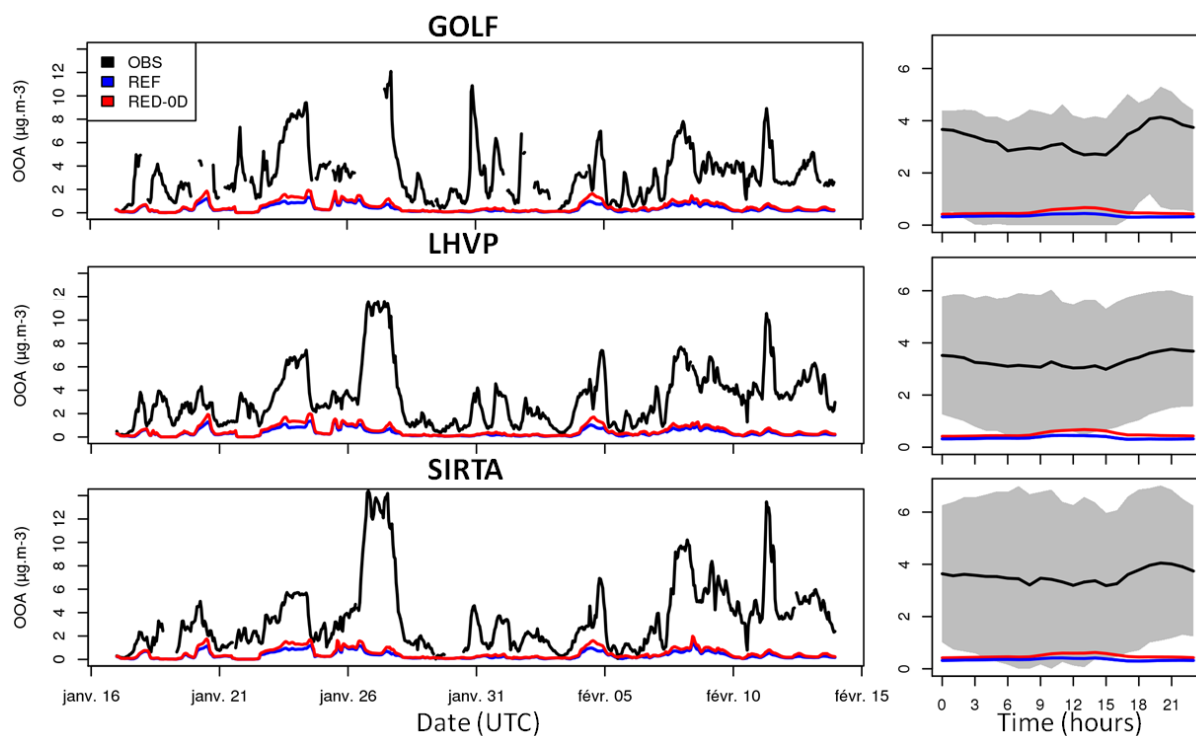 GOLF
OBS
REF
RED-0D
OOA (µg.m-3)
0 2 4 6 8 10 12
0 2 4 6
LHVP
OOA (µg.m-3)
0 2 4 6 8 10 12
0 2 4 6
SIRTA
OOA (µg.m-3)
0 2 4 6 8 10 12
0 2 4 6
janv. 16 janv. 21 janv. 26 janv. 31 févr. 05 févr. 10 févr. 15
0 3 6 9 12 15 18 21
Date (UTC)
Time (hours)